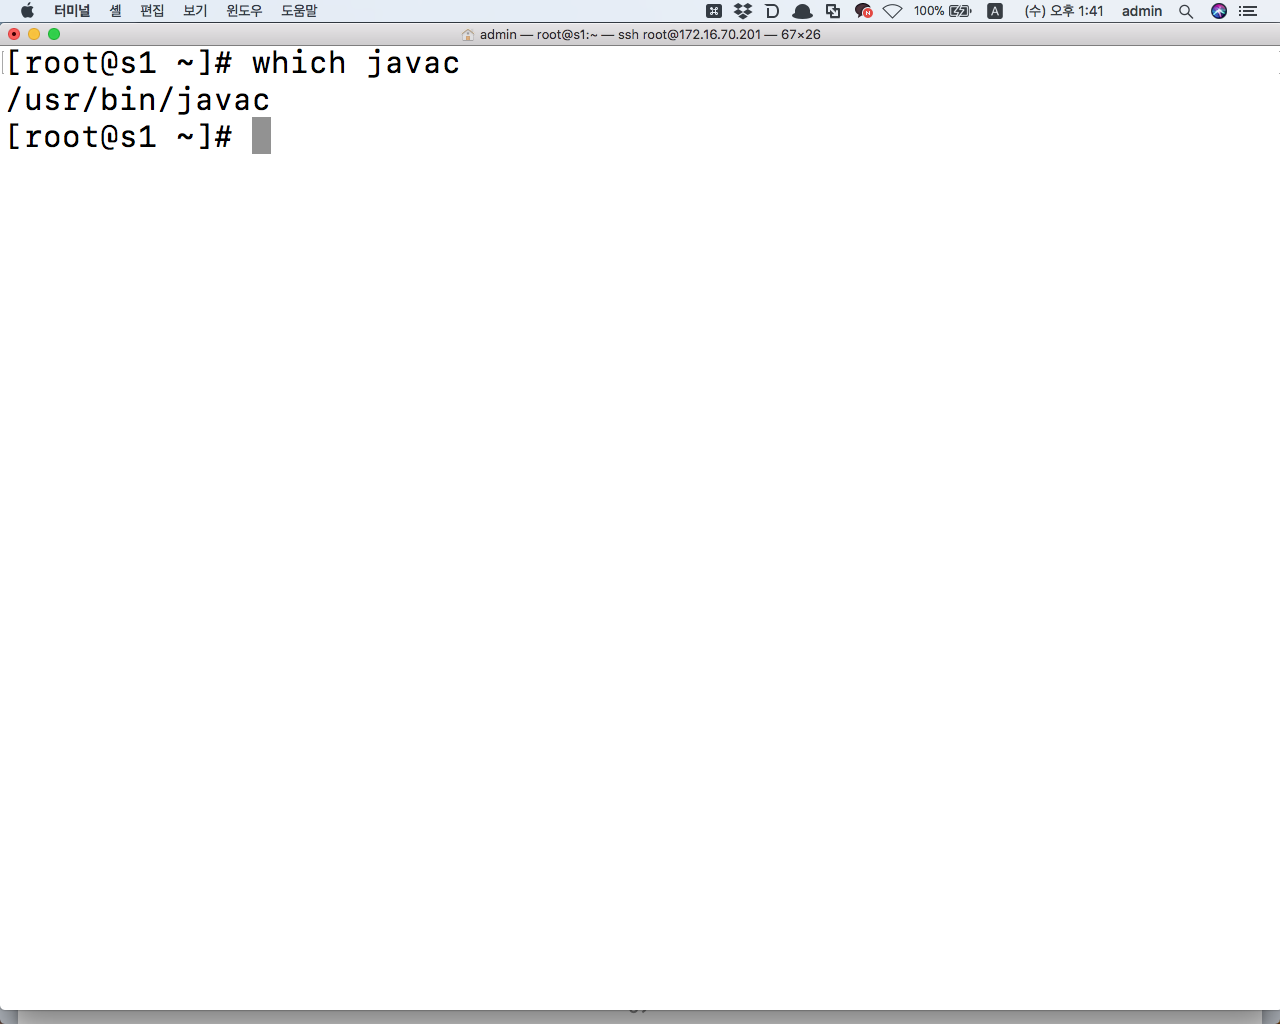 터미널 셸 편집 보기 윈도우 도움말 100% A (수) 오후 1:41 admin
admin — root@s1:~ — ssh root@172.16.70.201 — 67×26
[root@s1 ~]# which javac
/usr/bin/javac
[root@s1 ~]#